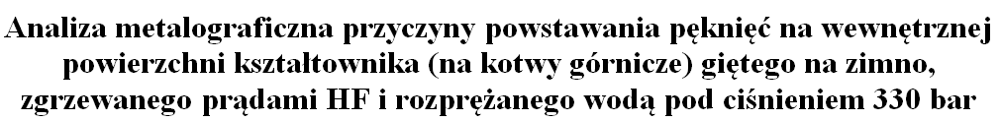 Analiza metalograficzna przyczyny powstawania pęknięć na wewnętrznej
powierzchni kształtownika (na kotwy górnicze) giętego na zimno,
zgrzewanego prądami HF i rozprężanego wodą pod ciśnieniem 330 bar